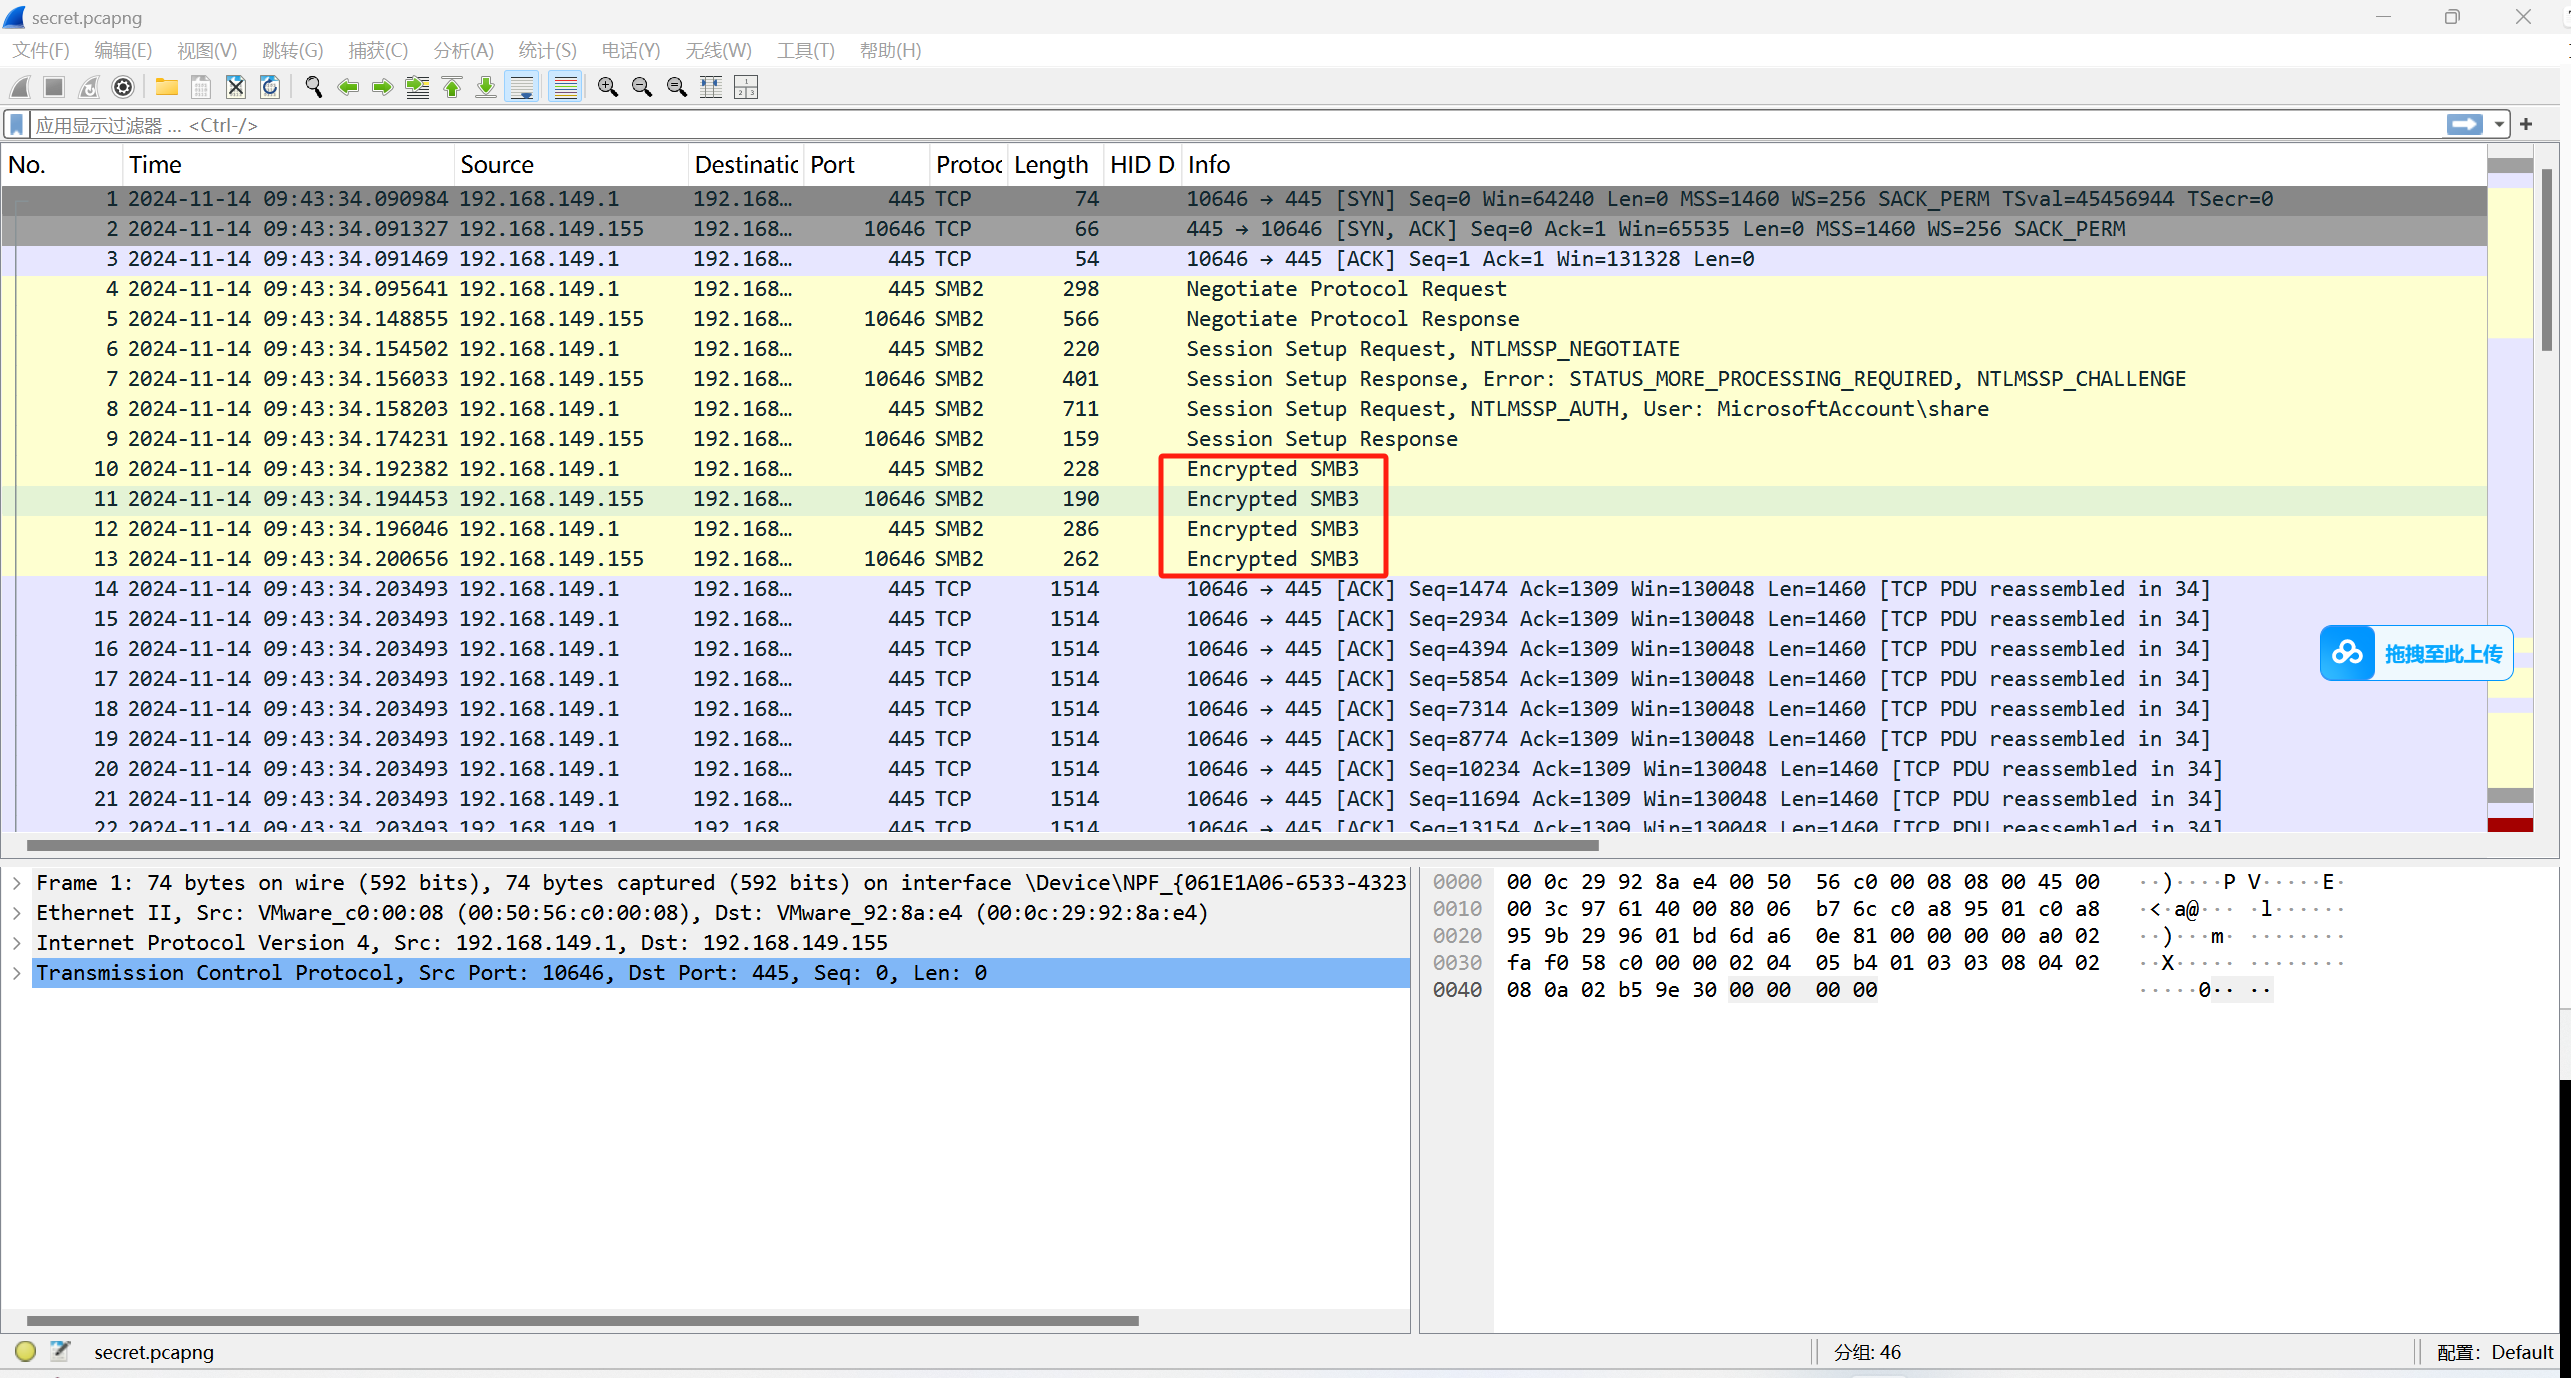 secret.pcapng
文件(F) 编辑(E) 视图(V) 跳转(G) 捕获(C) 分析(A) 统计(S) 电话(Y) 无线(W) 工具(T) 帮助(H)
应用显示过滤器 … <Ctrl-/>
No. Time Source Destinatic Port Protoc Length HID D Info
1 2024-11-14 09:43:34.090984 192.168.149.1 192.168… 445 TCP 74 10646 → 445 [SYN] Seq=0 Win=64240 Len=0 MSS=1460 WS=256 SACK_PERM TSval=45456944 TSecr=0
2 2024-11-14 09:43:34.091327 192.168.149.155 192.168… 10646 TCP 66 445 → 10646 [SYN, ACK] Seq=0 Ack=1 Win=65535 Len=0 MSS=1460 WS=256 SACK_PERM
3 2024-11-14 09:43:34.091469 192.168.149.1 192.168… 445 TCP 54 10646 → 445 [ACK] Seq=1 Ack=1 Win=131328 Len=0
4 2024-11-14 09:43:34.095641 192.168.149.1 192.168… 445 SMB2 298 Negotiate Protocol Request
5 2024-11-14 09:43:34.148855 192.168.149.155 192.168… 10646 SMB2 566 Negotiate Protocol Response
6 2024-11-14 09:43:34.154502 192.168.149.1 192.168… 445 SMB2 220 Session Setup Request, NTLMSSP_NEGOTIATE
7 2024-11-14 09:43:34.156033 192.168.149.155 192.168… 10646 SMB2 401 Session Setup Response, Error: STATUS_MORE_PROCESSING_REQUIRED, NTLMSSP_CHALLENGE
8 2024-11-14 09:43:34.158203 192.168.149.1 192.168… 445 SMB2 711 Session Setup Request, NTLMSSP_AUTH, User: MicrosoftAccount\share
9 2024-11-14 09:43:34.174231 192.168.149.155 192.168… 10646 SMB2 159 Session Setup Response
10 2024-11-14 09:43:34.192382 192.168.149.1 192.168… 445 SMB2 228 Encrypted SMB3
11 2024-11-14 09:43:34.194453 192.168.149.155 192.168… 10646 SMB2 190 Encrypted SMB3
12 2024-11-14 09:43:34.196046 192.168.149.1 192.168… 445 SMB2 286 Encrypted SMB3
13 2024-11-14 09:43:34.200656 192.168.149.155 192.168… 10646 SMB2 262 Encrypted SMB3
14 2024-11-14 09:43:34.203493 192.168.149.1 192.168… 445 TCP 1514 10646 → 445 [ACK] Seq=1474 Ack=1309 Win=130048 Len=1460 [TCP PDU reassembled in 34]
15 2024-11-14 09:43:34.203493 192.168.149.1 192.168… 445 TCP 1514 10646 → 445 [ACK] Seq=2934 Ack=1309 Win=130048 Len=1460 [TCP PDU reassembled in 34]
16 2024-11-14 09:43:34.203493 192.168.149.1 192.168… 445 TCP 1514 10646 → 445 [ACK] Seq=4394 Ack=1309 Win=130048 Len=1460 [TCP PDU reassembled in 34]
17 2024-11-14 09:43:34.203493 192.168.149.1 192.168… 445 TCP 1514 10646 → 445 [ACK] Seq=5854 Ack=1309 Win=130048 Len=1460 [TCP PDU reassembled in 34]
18 2024-11-14 09:43:34.203493 192.168.149.1 192.168… 445 TCP 1514 10646 → 445 [ACK] Seq=7314 Ack=1309 Win=130048 Len=1460 [TCP PDU reassembled in 34]
19 2024-11-14 09:43:34.203493 192.168.149.1 192.168… 445 TCP 1514 10646 → 445 [ACK] Seq=8774 Ack=1309 Win=130048 Len=1460 [TCP PDU reassembled in 34]
20 2024-11-14 09:43:34.203493 192.168.149.1 192.168… 445 TCP 1514 10646 → 445 [ACK] Seq=10234 Ack=1309 Win=130048 Len=1460 [TCP PDU reassembled in 34]
21 2024-11-14 09:43:34.203493 192.168.149.1 192.168… 445 TCP 1514 10646 → 445 [ACK] Seq=11694 Ack=1309 Win=130048 Len=1460 [TCP PDU reassembled in 34]
22 2024-11-14 09:43:34.203493 192.168.149.1 192.168 445 TCP 1514 10646 → 445 [ACK] Seq=13154 Ack=1309 Win=130048 Len=1460 [TCP PDU reassembled in 34]
拖拽至此上传
Frame 1: 74 bytes on wire (592 bits), 74 bytes captured (592 bits) on interface \Device\NPF_{061E1A06-6533-4323
Ethernet II, Src: VMware_c0:00:08 (00:50:56:c0:00:08), Dst: VMware_92:8a:e4 (00:0c:29:92:8a:e4)
Internet Protocol Version 4, Src: 192.168.149.1, Dst: 192.168.149.155
Transmission Control Protocol, Src Port: 10646, Dst Port: 445, Seq: 0, Len: 0
0000 00 0c 29 92 8a e4 00 50 56 c0 00 08 08 00 45 00 ··)····P V·····E·
0010 00 3c 97 61 40 00 80 06 b7 6c c0 a8 95 01 c0 a8 ·<·a@··· ·l······
0020 95 9b 29 96 01 bd 6d a6 0e 81 00 00 00 00 a0 02 ··)···m· ········
0030 fa f0 58 c0 00 00 02 04 05 b4 01 03 03 08 04 02 ··X····· ········
0040 08 0a 02 b5 9e 30 00 00 00 00 ·····0·· ··
secret.pcapng 分组: 46 配置: Default